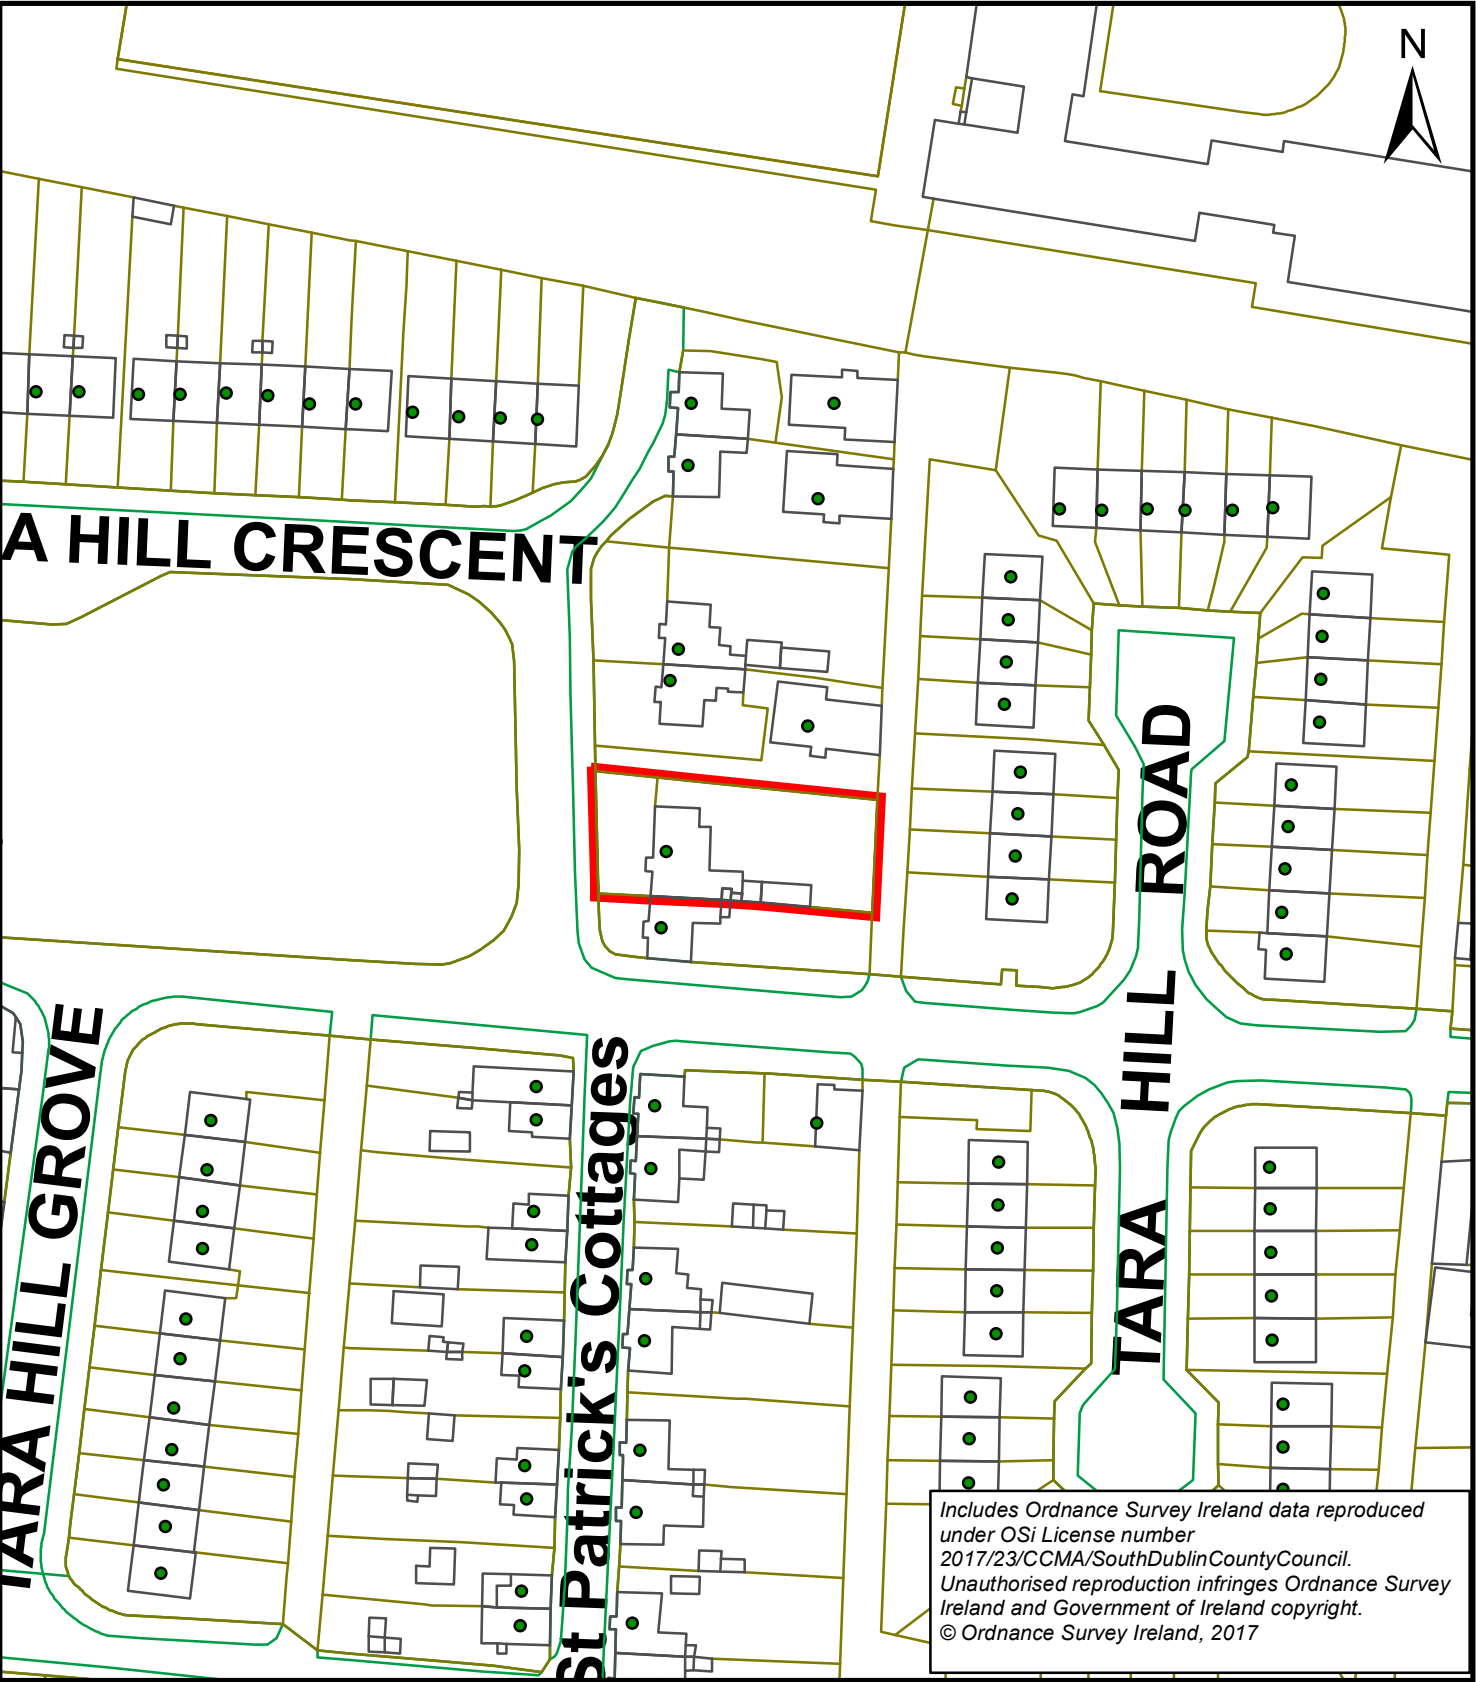 N
A HILL CRESCENT
TARA HILL ROAD
TARA HILL GROVE
St Patrick's Cottages
Includes Ordnance Survey Ireland data reproduced
under OSi License number
2017/23/CCMA/SouthDublinCountyCouncil.
Unauthorised reproduction infringes Ordnance Survey
Ireland and Government of Ireland copyright.
© Ordnance Survey Ireland, 2017